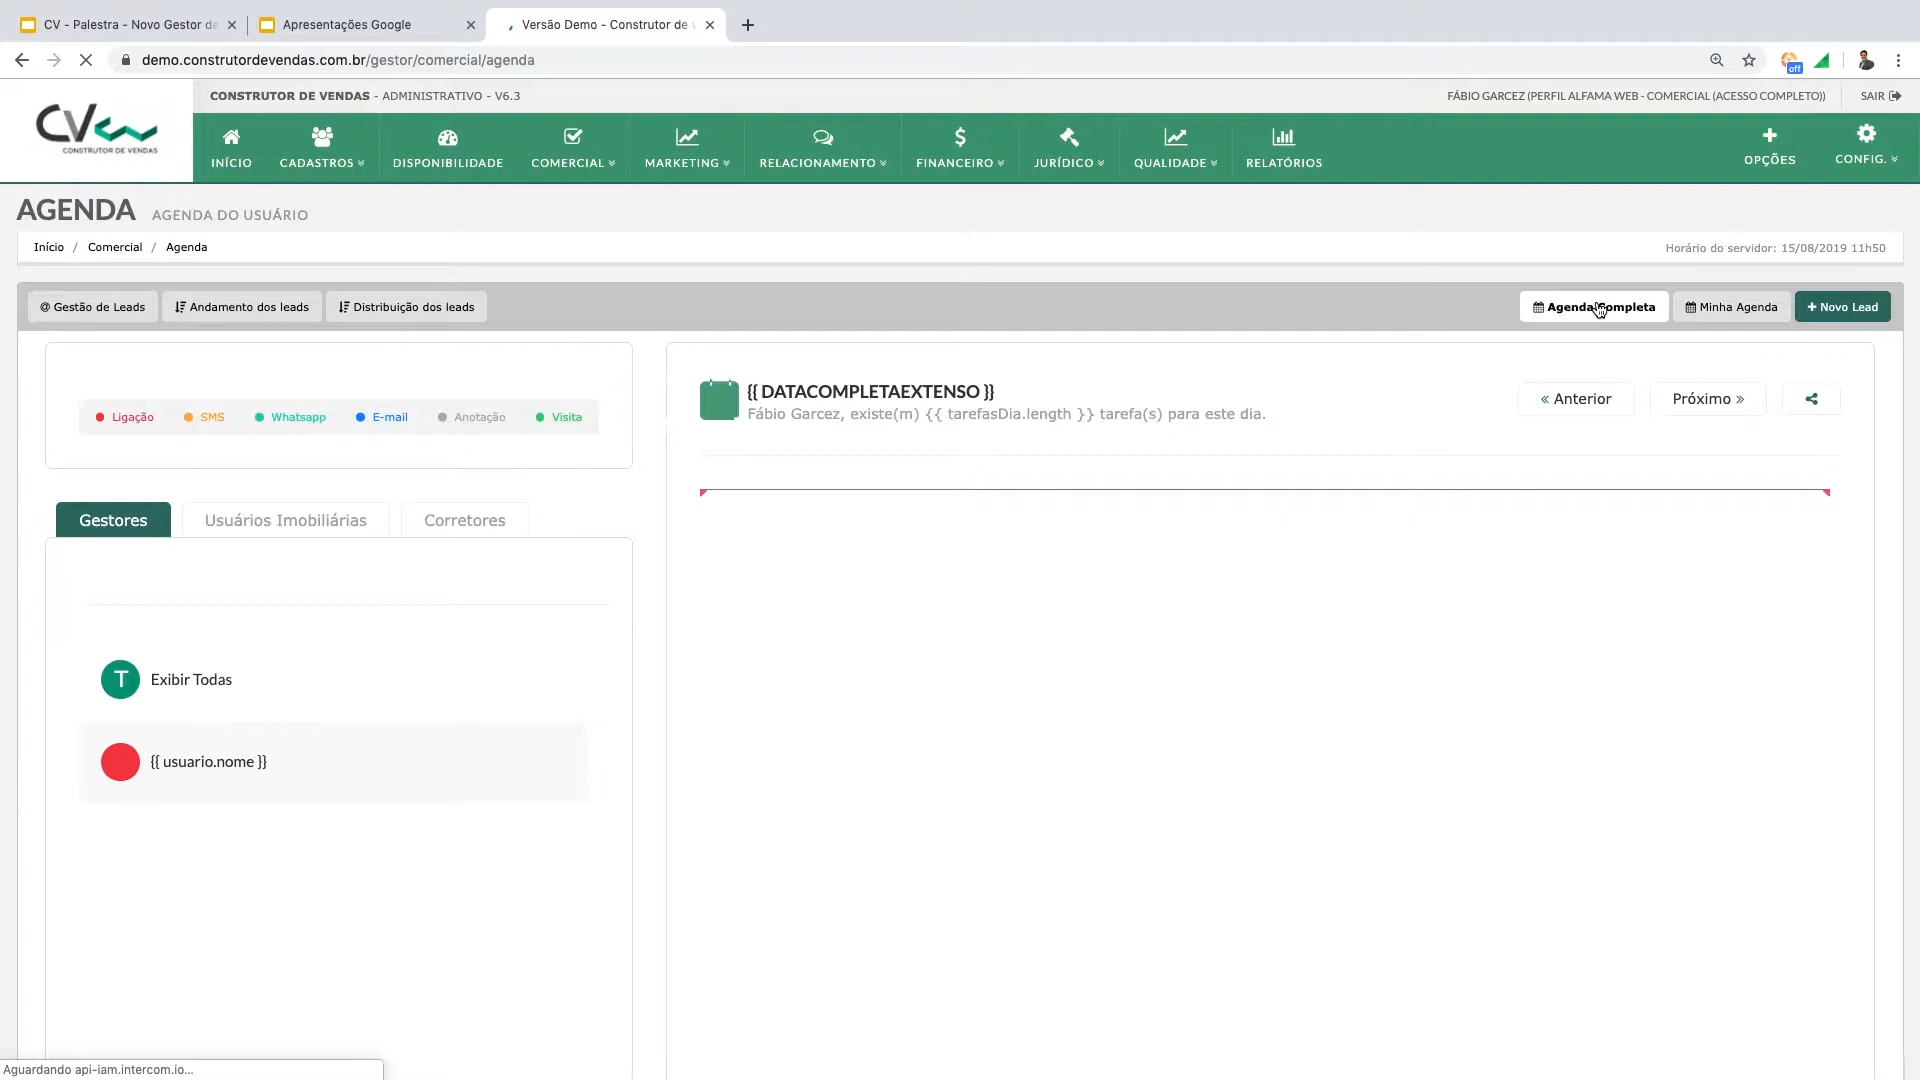 CV - Palestra - Novo Gestor de
Apresentações Google
Versão Demo - Construtor de v
demo.construtordevendas.com.br/gestor/comercial/agenda
off
CV
CONSTRUTOR DE VENDAS
CONSTRUTOR DE VENDAS - ADMINISTRATIVO - V6.3
FÁBIO GARCEZ (PERFIL ALFAMA WEB - COMERCIAL (ACESSO COMPLETO))
SAIR
INÍCIO
CADASTROS
DISPONIBILIDADE
COMERCIAL
MARKETING
RELACIONAMENTO
FINANCEIRO
JURÍDICO
QUALIDADE
RELATÓRIOS
OPÇÕES
CONFIG.
AGENDA AGENDA DO USUÁRIO
Início / Comercial / Agenda
Horário do servidor: 15/08/2019 11h50
@ Gestão de Leads
Andamento dos leads
Distribuição dos leads
Agenda Completa
Minha Agenda
+ Novo Lead
Ligação
SMS
Whatsapp
E-mail
Anotação
Visita
{{ DATACOMPLETAEXTENSO }}
Fábio Garcez, existe(m) {{ tarefasDia.length }} tarefa(s) para este dia.
« Anterior
Próximo »
Gestores
Usuários Imobiliárias
Corretores
T
Exibir Todas
{{ usuario.nome }}
Aguardando api-iam.intercom.io...